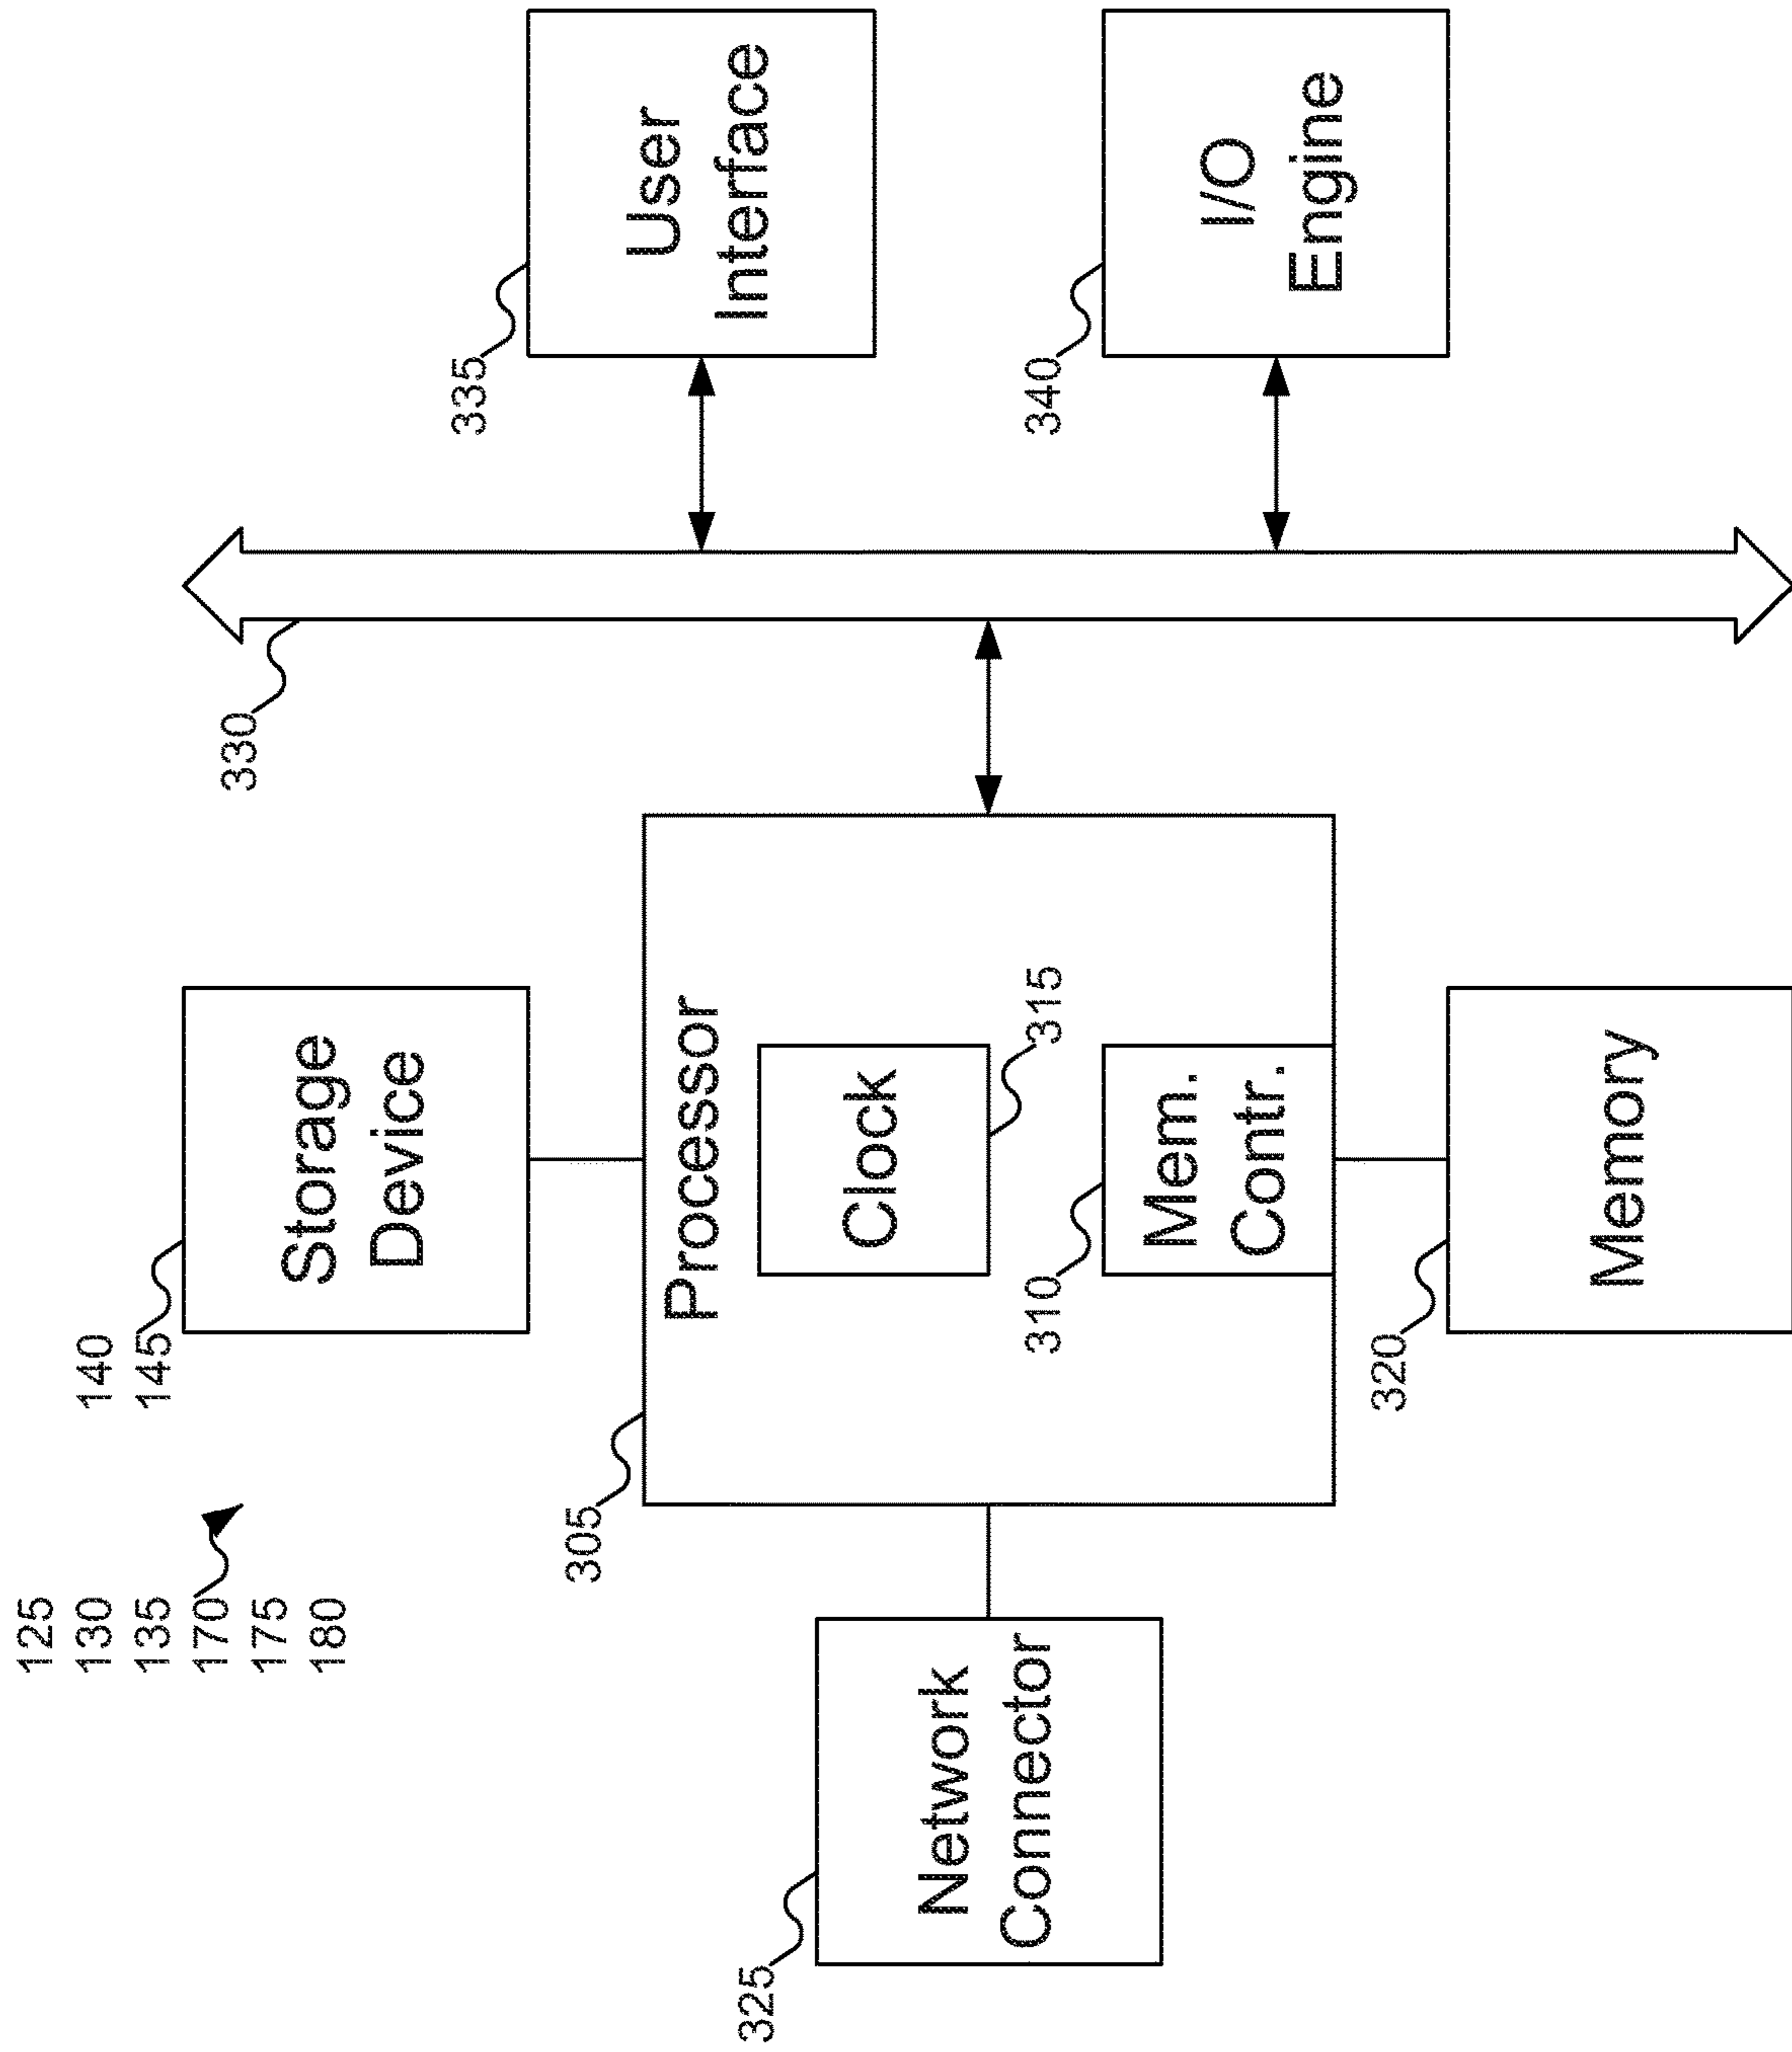 125
130
135
170
175
180
140
145
Storage
Device
330
335
User
Interface
305
Processor
Clock
315
325
Network
Connector
310
Mem.
Contr.
340
I/O
Engine
320
Memory